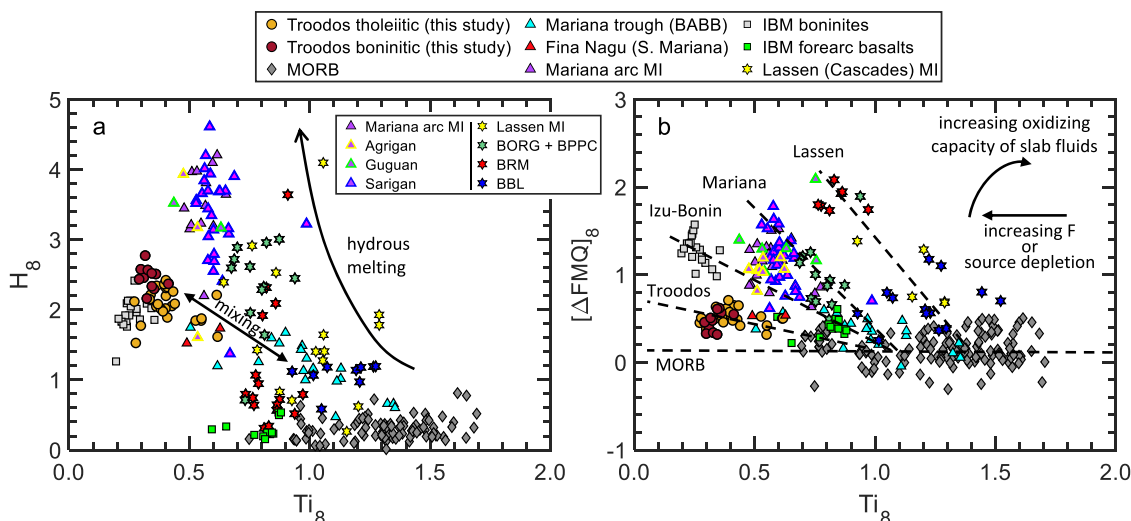 Troodos tholeiitic (this study)
Troodos boninitic (this study)
MORB
Mariana trough (BABB)
Fina Nagu (S. Mariana)
Mariana arc MI
IBM boninites
IBM forearc basalts
Lassen (Cascades) MI
a
Mariana arc MI
Agrigan
Guguan
Sarigan
Lassen MI
BORG + BPPC
BRM
BBL
hydrous
melting
mixing
H8
5
4
3
2
1
0
0.0 0.5 1.0 1.5 2.0
Ti8
b
increasing oxidizing
capacity of slab fluids
increasing F
or
source depletion
Lassen
Mariana
Izu-Bonin
Troodos
MORB
[ΔFMQ]8
3
2
1
0
-1
0.0 0.5 1.0 1.5 2.0
Ti8